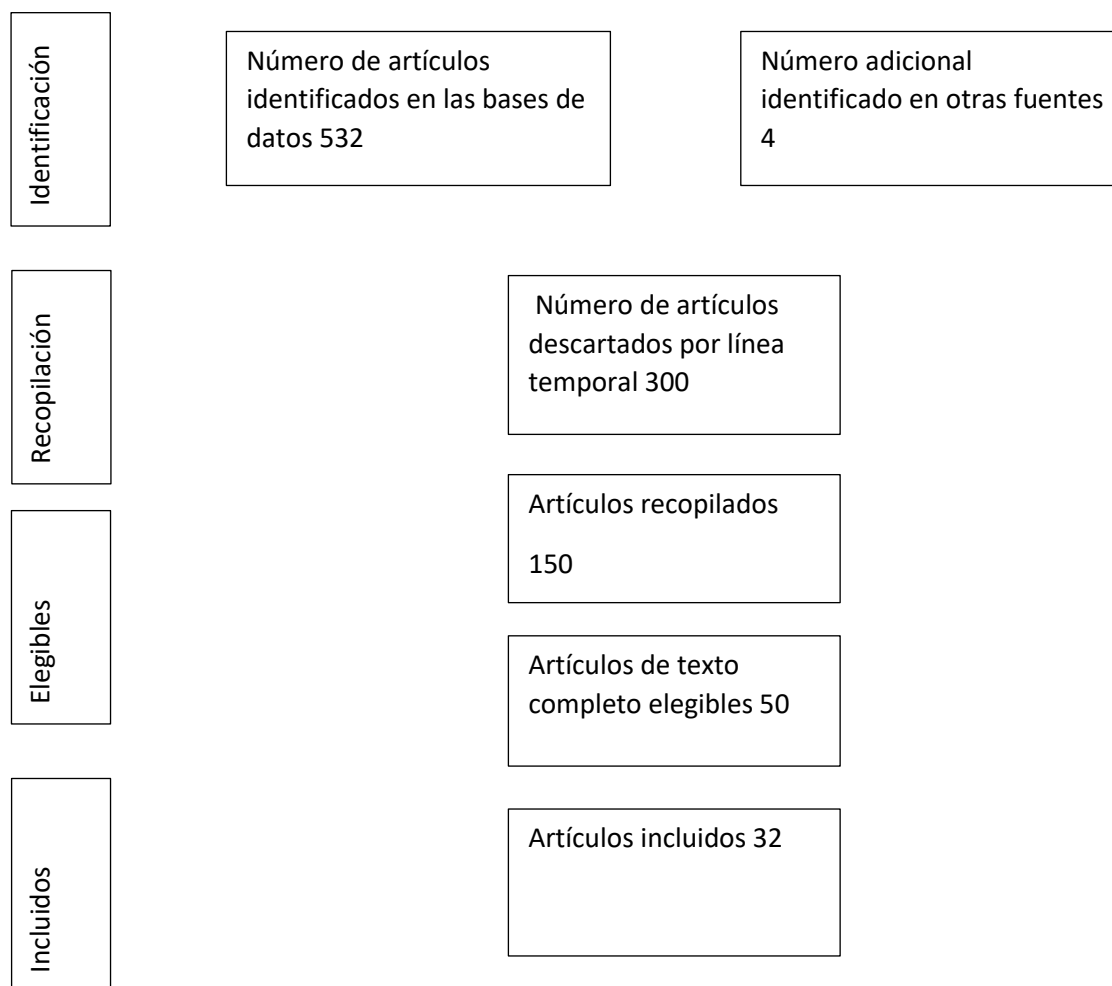 Identificación
Número de artículos
identificados en las bases de
datos 532
Número adicional
identificado en otras fuentes
4
Recopilación
Número de artículos
descartados por línea
temporal 300
Artículos recopilados
150
Elegibles
Artículos de texto
completo elegibles 50
Incluidos
Artículos incluidos 32